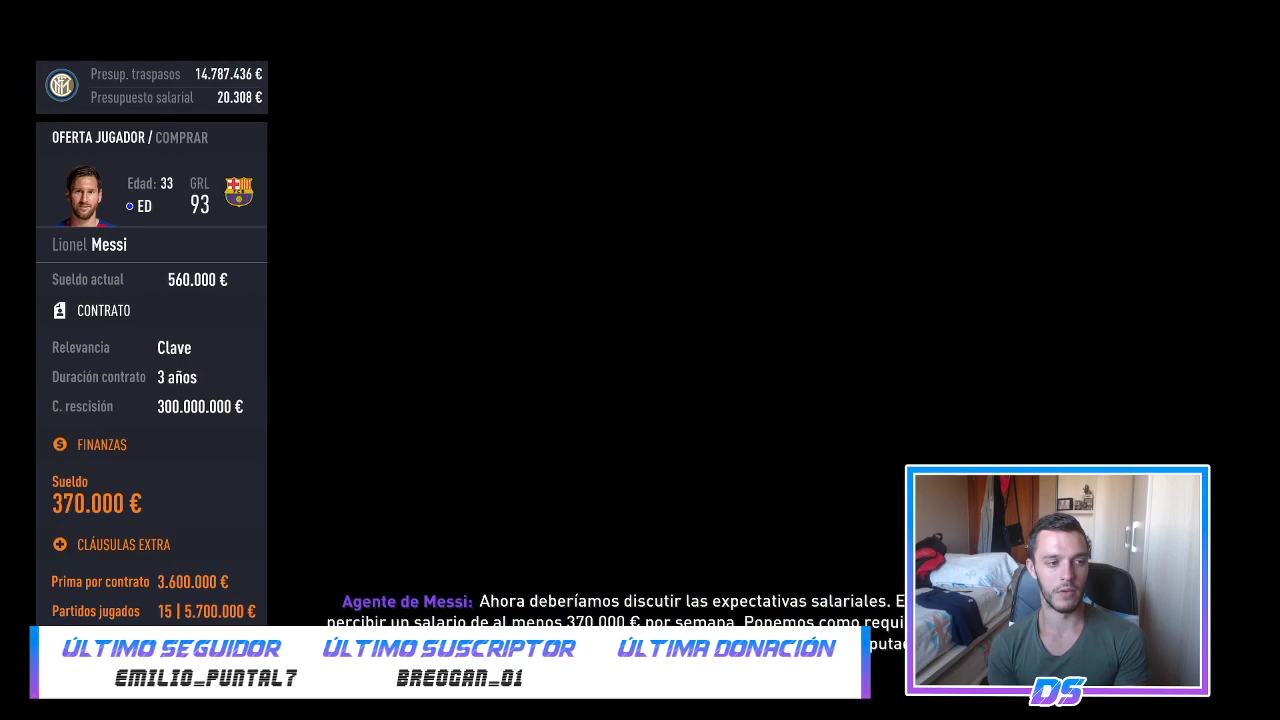 Presup. traspasos 14.787.436 €
Presupuesto salarial 20.308 €
OFERTA JUGADOR / COMPRAR
Edad: 33 GRL
ED 93
Lionel Messi
Sueldo actual 560.000 €
CONTRATO
Relevancia Clave
Duración contrato 3 años
C. rescisión 300.000.000 €
FINANZAS
Sueldo
370.000 €
CLÁUSULAS EXTRA
Prima por contrato 3.600.000 €
Partidos jugados 15 | 5.700.000 €
Agente de Messi: Ahora deberíamos discutir las expectativas salariales.
percibir un salario de al menos 370.000 € por semana. Ponemos como
ÚLTIMO SEGUIDOR ÚLTIMO SUSCRIPTOR ÚLTIMA DONACIÓN
EMILIO_PUNTAL7 BREOGAN_01
DS